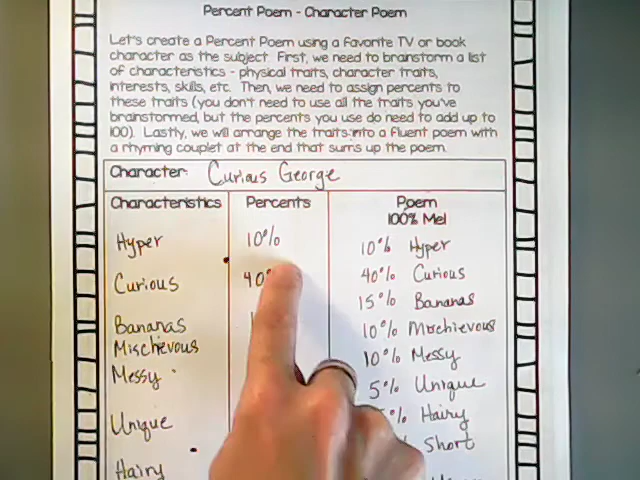 Percent Poem - Character Poem
Let's create a Percent Poem using a favorite TV or book
character as the subject. First, we need to brainstorm a list
of characteristics - physical traits, character traits,
interests, skills, etc. Then, we need to assign percents to
these traits (you don't need to use all the traits you've
brainstormed, but the percents you use do need to add up to
100). Lastly, we will arrange the traits into a fluent poem with
a rhyming couplet at the end that sums up the poem.
Character: Curious George
Characteristics Percents Poem
100% Me!
Hyper 10% 10% Hyper
Curious 40% 40% Curious
15% Bananas
Bananas 10% Mischievous
Mischievous
Messy 10% Messy
5% Unique
Unique % Hairy
Short
Hairy